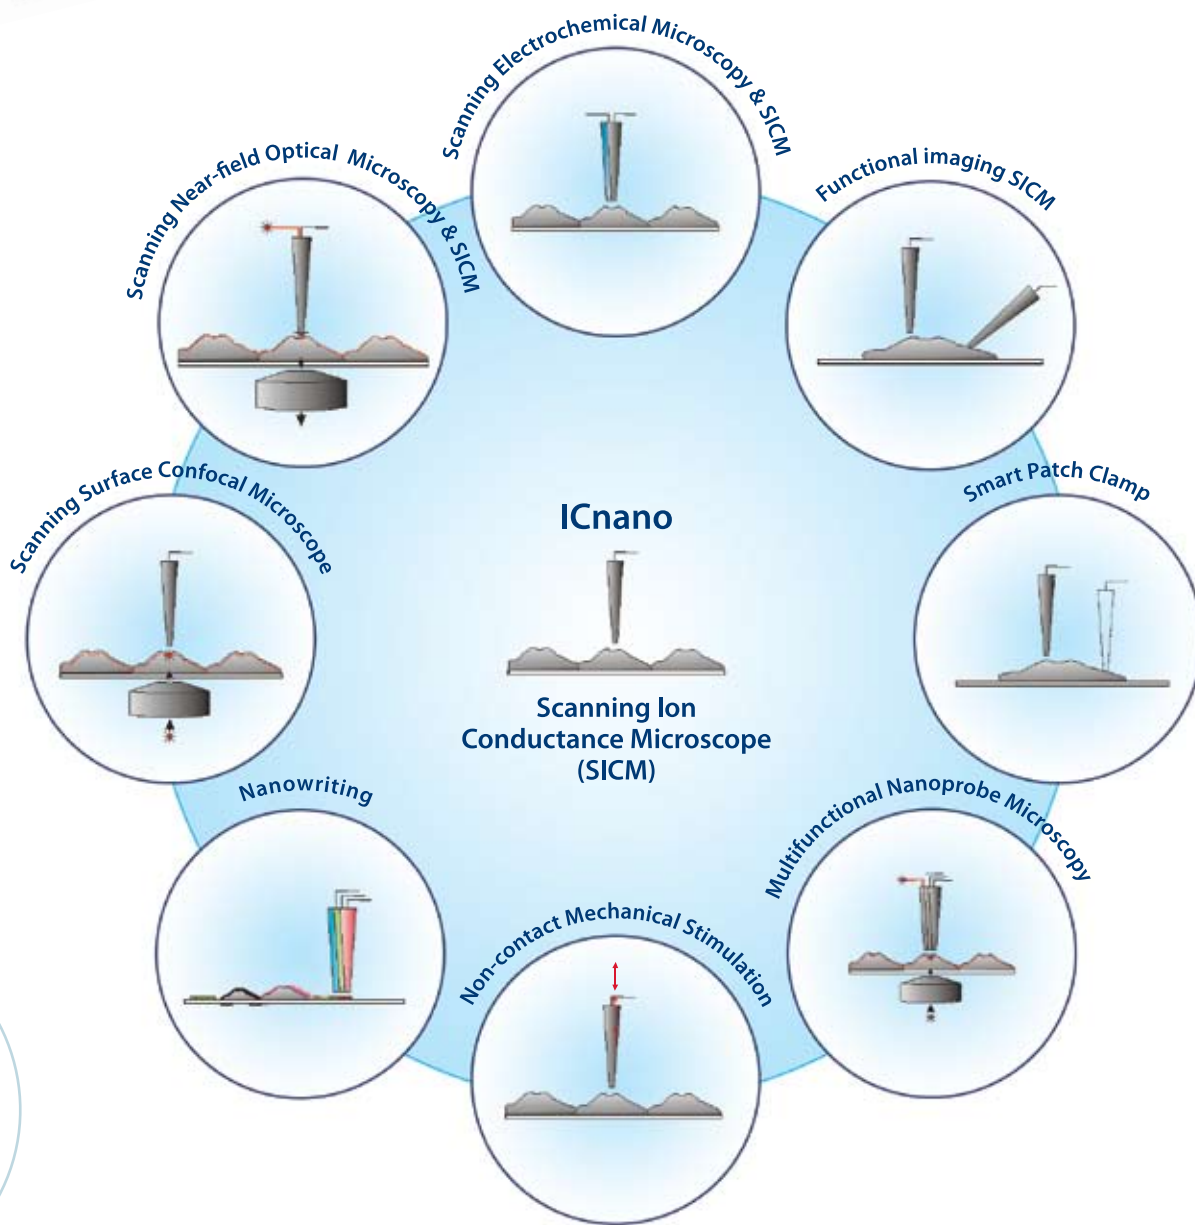 Scanning Electrochemical Microscopy & SICM
Functional imaging SICM
Scanning Near-field Optical Microscopy & SICM
Smart Patch Clamp
Scanning Surface Confocal Microscope
ICnano
Scanning Ion
Conductance Microscope
(SICM)
Nanowriting
Multifunctional Nanoprobe Microscopy
Non-contact Mechanical Stimulation